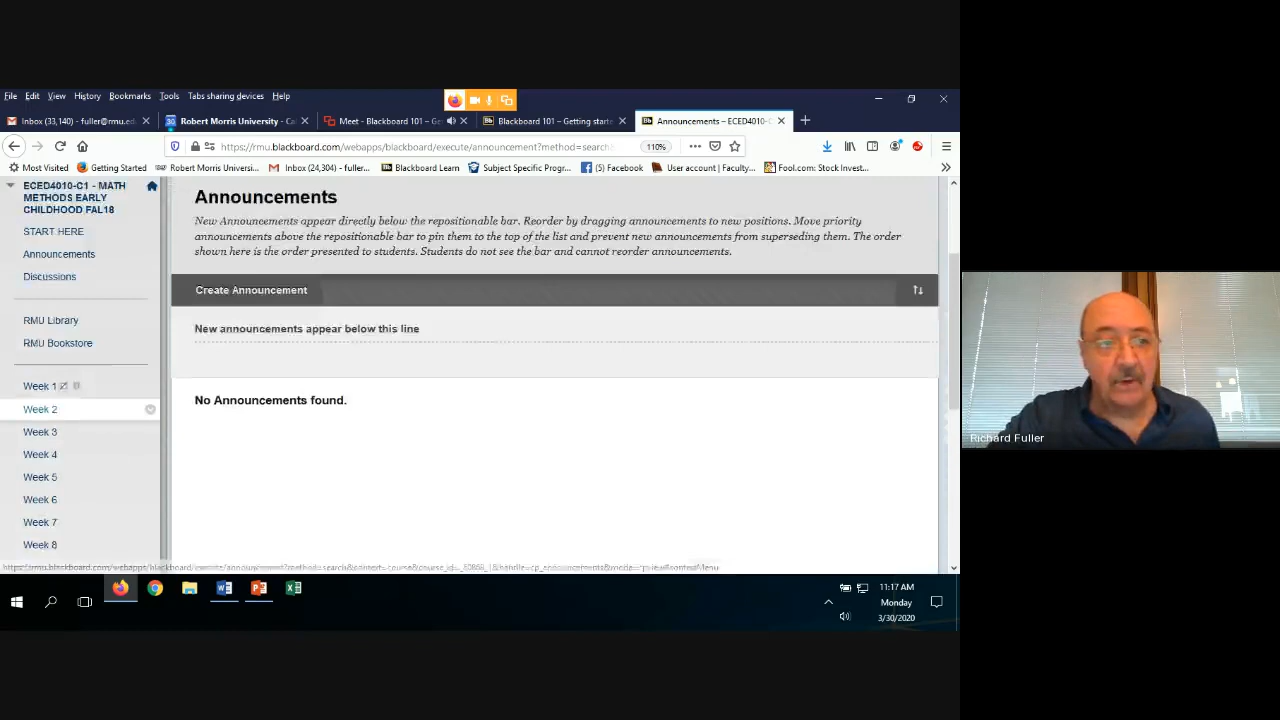 File Edit View History Bookmarks Tools Tabs sharing devices Help
Inbox (33,140) - fuller@rmu.ed
Robert Morris University - Ca
Meet - Blackboard 101 – Ge
Blackboard 101 – Getting starte
Announcements – ECED4010-C
https://rmu.blackboard.com/webapps/blackboard/execute/announcement?method=search
110%
Most Visited
Getting Started
Robert Morris Universi...
Inbox (24,304) - fuller...
Blackboard Learn
Subject Specific Progr...
Facebook
User account | Faculty...
Fool.com: Stock Invest...
ECED4010-C1 - MATH
METHODS EARLY
CHILDHOOD FAL18
START HERE
Announcements
Discussions
RMU Library
RMU Bookstore
Week 1
Week 2
Week 3
Week 4
Week 5
Week 6
Week 7
Week 8
Announcements
New Announcements appear directly below the repositionable bar. Reorder by dragging announcements to new positions. Move priority
announcements above the repositionable bar to pin them to the top of the list and prevent new announcements from superseding them. The order
shown here is the order presented to students. Students do not see the bar and cannot reorder announcements.
Create Announcement
New announcements appear below this line
No Announcements found.
Richard Fuller
11:17 AM
Monday
3/30/2020